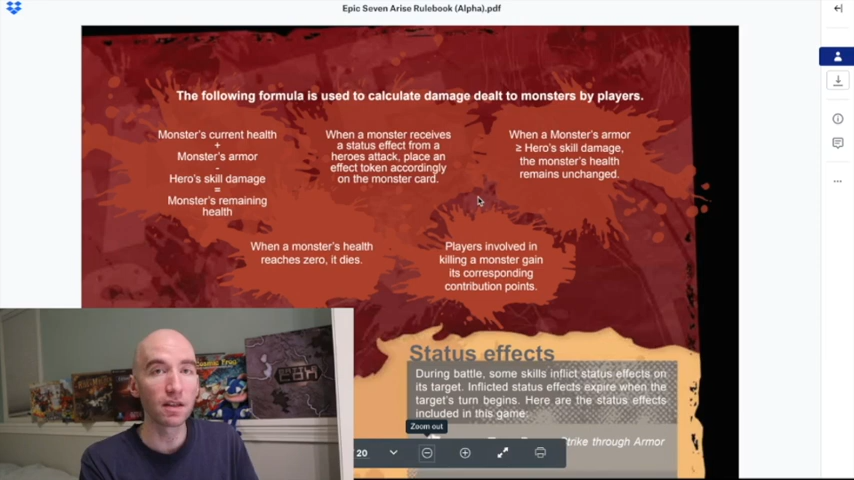 Epic Seven Arise Rulebook (Alpha).pdf
The following formula is used to calculate damage dealt to monsters by players.
Monster's current health
+
Monster's armor
-
Hero's skill damage
=
Monster's remaining
health
When a monster receives
a status effect from a
heroes attack, place an
effect token accordingly
on the monster card.
When a Monster's armor
≥ Hero's skill damage,
the monster's health
remains unchanged.
When a monster's health
reaches zero, it dies.
Players involved in
killing a monster gain
its corresponding
contribution points.
Status effects
During battle, some skills inflict status effects on
its target. Inflicted status effects expire when the
target's turn begins. Here are the status effects
included in this game:
Strike through Armor
Zoom out
20